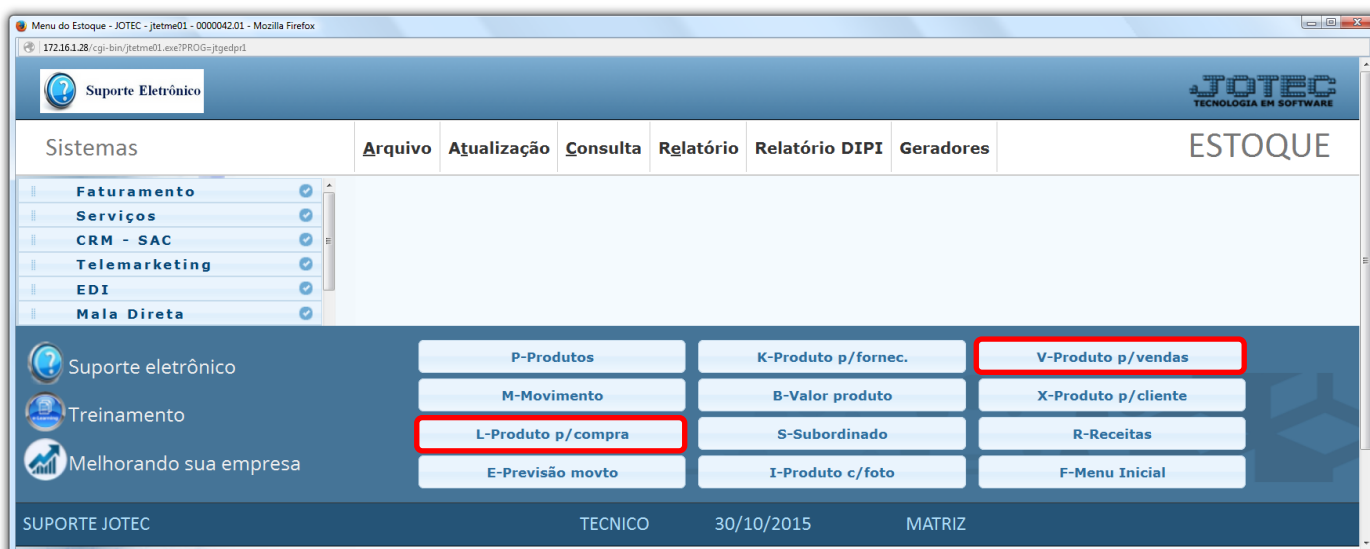 Menu do Estoque - JOTEC - jtetme01 - 0000042.01 - Mozilla Firefox
172.16.1.28/cgi-bin/jtetme01.exe?PROG=jtgedpr1
Suporte Eletrônico
JOTEC
TECNOLOGIA EM SOFTWARE
Sistemas Arquivo Atualização Consulta Relatório Relatório DIPI Geradores ESTOQUE
Faturamento
Serviços
CRM - SAC
Telemarketing
EDI
Mala Direta
Suporte eletrônico
Treinamento
Melhorando sua empresa
P-Produtos K-Produto p/fornec. V-Produto p/vendas
M-Movimento B-Valor produto X-Produto p/cliente
L-Produto p/compra S-Subordinado R-Receitas
E-Previsão movto I-Produto c/foto F-Menu Inicial
SUPORTE JOTEC TECNICO 30/10/2015 MATRIZ